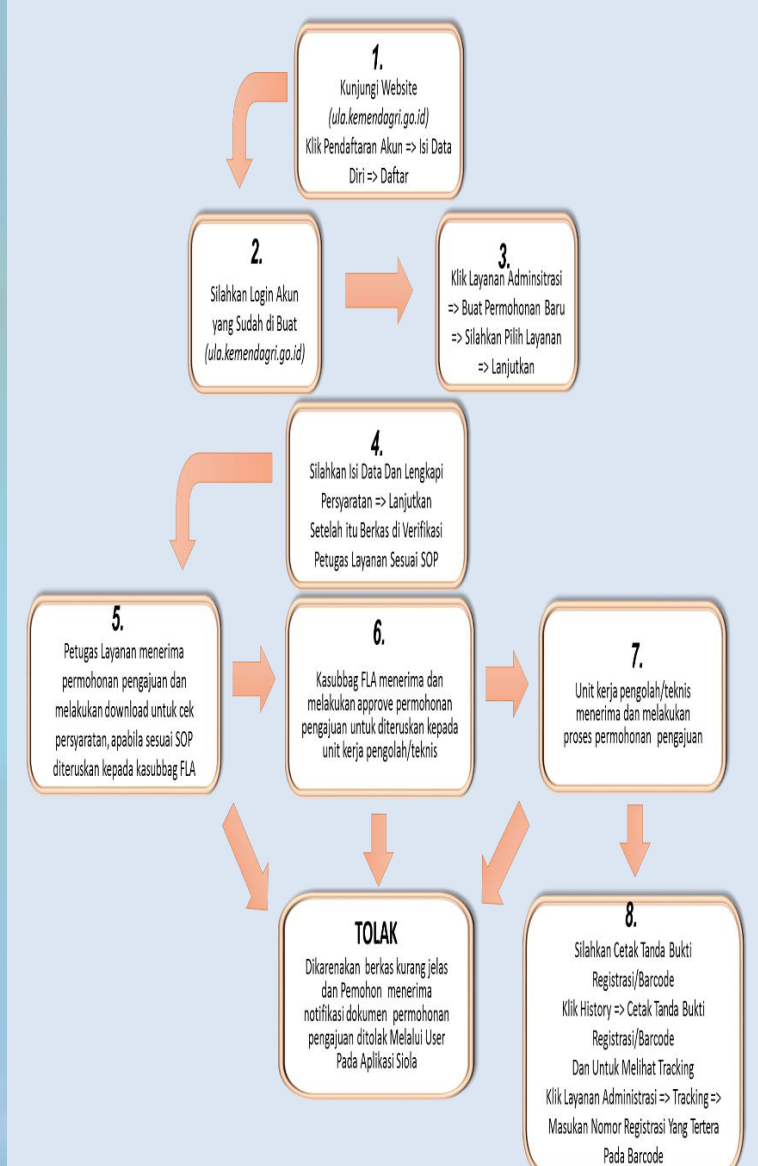 1.
Kunjungi Website
(ula.kemendagri.go.id)
Klik Pendaftaran Akun => Isi Data
Diri => Daftar
2.
Silahkan Login Akun
yang Sudah di Buat
(ula.kemendagri.go.id)
3.
Klik Layanan Adminsitrasi
=> Buat Permohonan Baru
=> Silahkan Pilih Layanan
=> Lanjutkan
4.
Silahkan Isi Data Dan Lengkapi
Persyaratan => Lanjutkan
Setelah itu Berkas di Verifikasi
Petugas Layanan Sesuai SOP
5.
Petugas Layanan menerima
permohonan pengajuan dan
melakukan download untuk cek
persyaratan, apabila sesuai SOP
diteruskan kepada kasubbag FLA
6.
Kasubbag FLA menerima dan
melakukan approve permohonan
pengajuan untuk diteruskan kepada
unit kerja pengolah/teknis
7.
Unit kerja pengolah/teknis
menerima dan melakukan
proses permohonan pengajuan
TOLAK
Dikarenakan berkas kurang jelas
dan Pemohon menerima
notifikasi dokumen permohonan
pengajuan ditolak Melalui User
Pada Aplikasi Siola
8.
Silahkan Cetak Tanda Bukti
Registrasi/Barcode
Klik History => Cetak Tanda Bukti
Registrasi/Barcode
Dan Untuk Melihat Tracking
Klik Layanan Administrasi => Tracking =>
Masukan Nomor Registrasi Yang Tertera
Pada Barcode